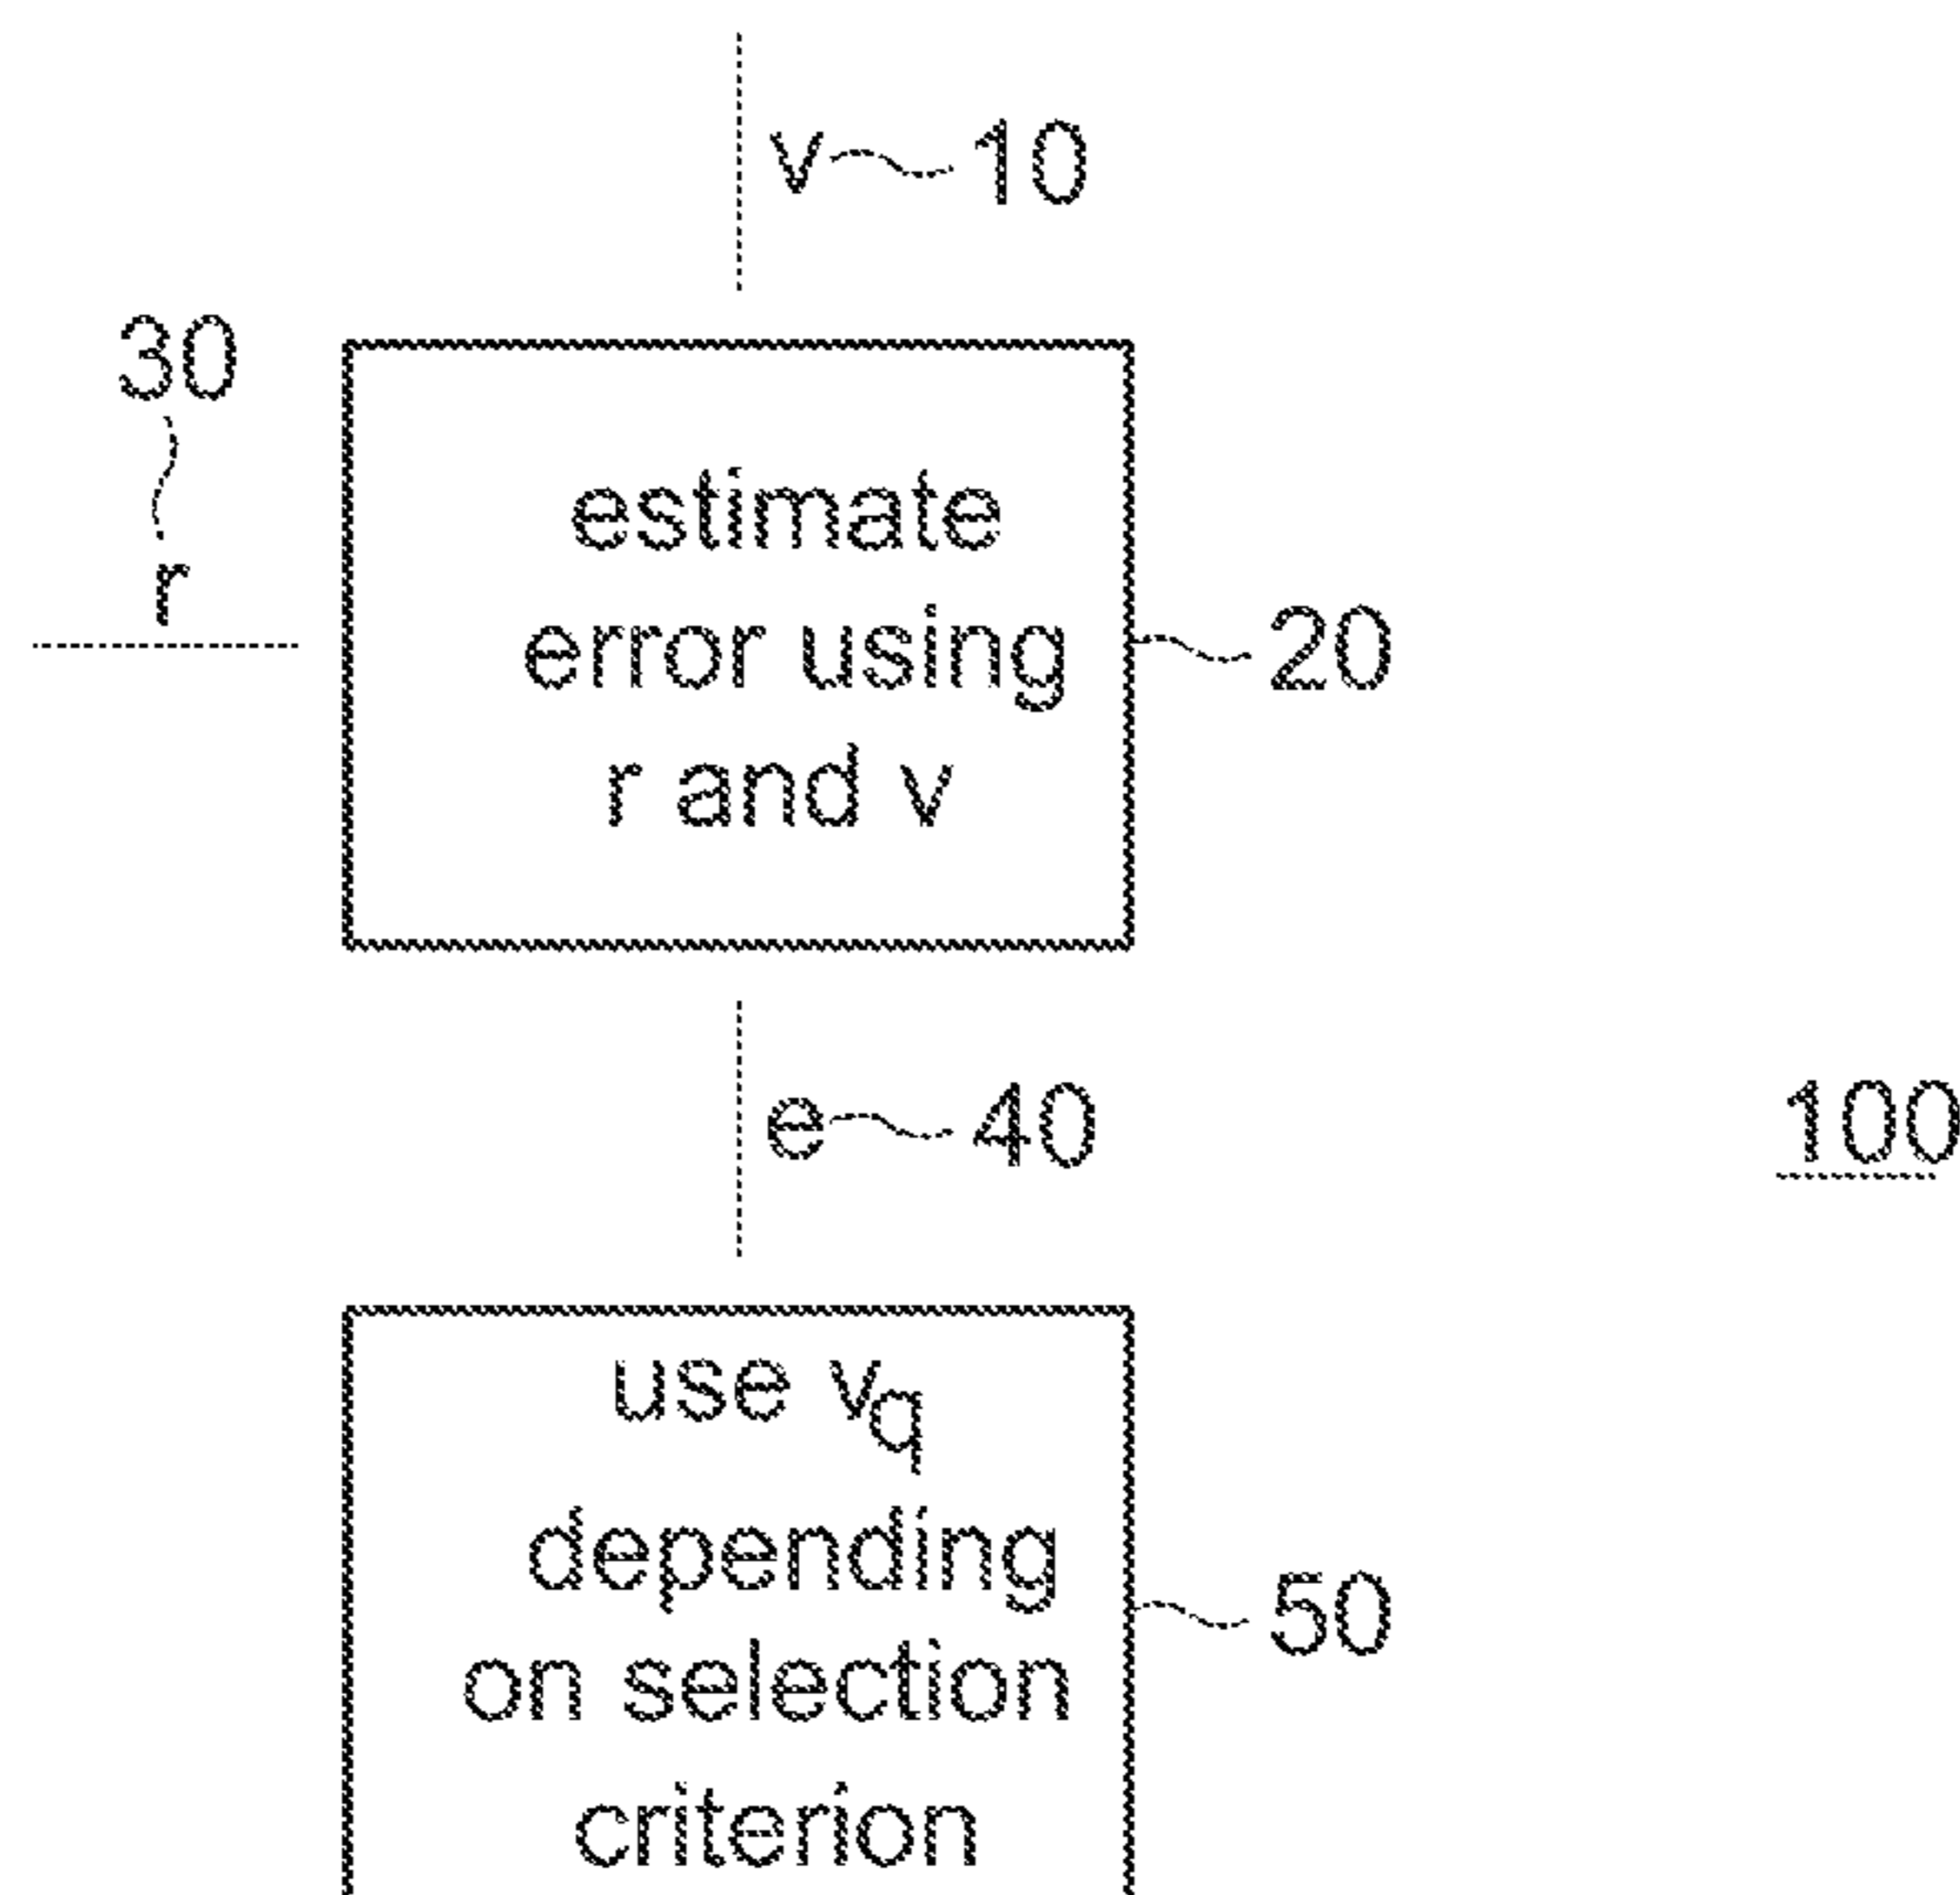 v 10
30
r
estimate
error using
r and v
20
e 40
100
use vq
depending
on selection
criterion
50